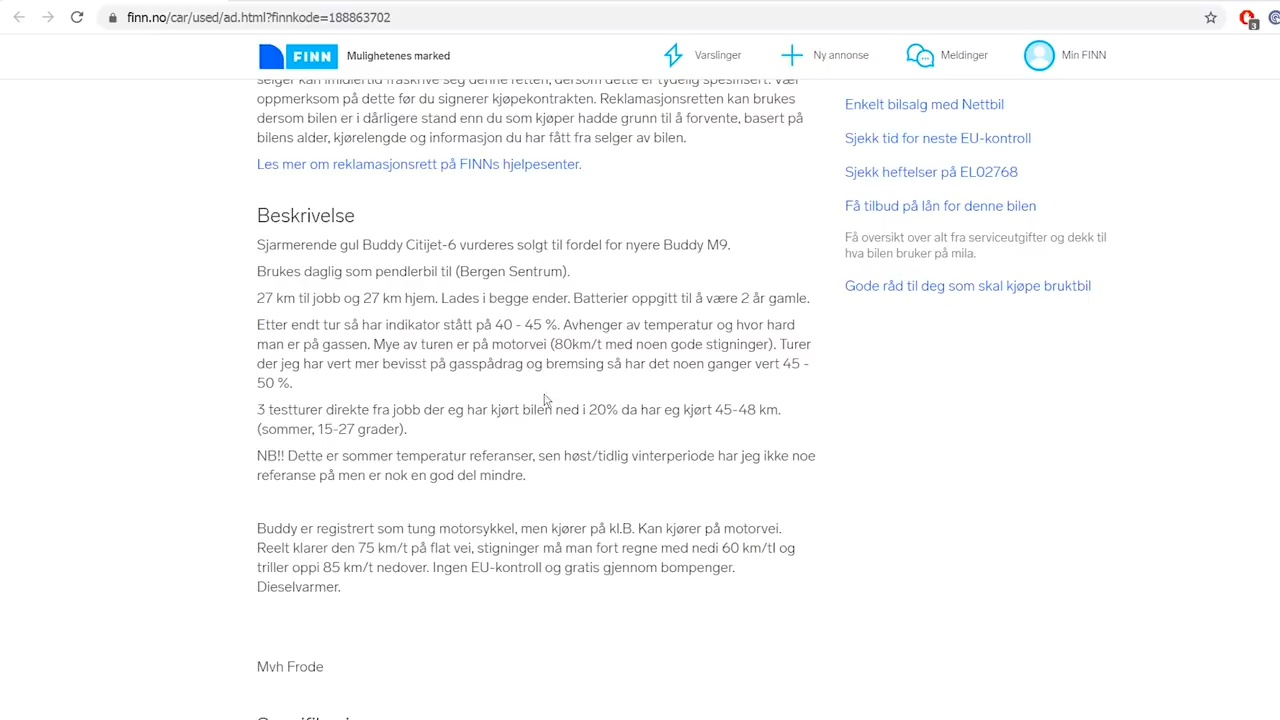 finn.no/car/used/ad.html?finnkode=188863702
3
FINN Mulighetenes marked Varslinger Ny annonse Meldinger Min FINN
selger kan imidlertid fraskrive seg denne retten, dersom dette er tydelig spesifisert. Vær
oppmerksom på dette før du signerer kjøpekontrakten. Reklamasjonsretten kan brukes
dersom bilen er i dårligere stand enn du som kjøper hadde grunn til å forvente, basert på
bilens alder, kjørelengde og informasjon du har fått fra selger av bilen.
Les mer om reklamasjonsrett på FINNs hjelpesenter.
Beskrivelse
Sjarmerende gul Buddy Citijet-6 vurderes solgt til fordel for nyere Buddy M9.
Brukes daglig som pendlerbil til (Bergen Sentrum).
27 km til jobb og 27 km hjem. Lades i begge ender. Batterier oppgitt til å være 2 år gamle.
Etter endt tur så har indikator stått på 40 - 45 %. Avhenger av temperatur og hvor hard
man er på gassen. Mye av turen er på motorvei (80km/t med noen gode stigninger). Turer
der jeg har vert mer bevisst på gasspådrag og bremsing så har det noen ganger vert 45 -
50 %.
3 testturer direkte fra jobb der eg har kjørt bilen ned i 20% da har eg kjørt 45-48 km.
(sommer, 15-27 grader).
NB!! Dette er sommer temperatur referanser, sen høst/tidlig vinterperiode har jeg ikke noe
referanse på men er nok en god del mindre.
Buddy er registrert som tung motorsykkel, men kjører på kl.B. Kan kjører på motorvei.
Reelt klarer den 75 km/t på flat vei, stigninger må man fort regne med nedi 60 km/tl og
triller oppi 85 km/t nedover. Ingen EU-kontroll og gratis gjennom bompenger.
Dieselvarmer.
Mvh Frode
Enkelt bilsalg med Nettbil
Sjekk tid for neste EU-kontroll
Sjekk heftelser på EL02768
Få tilbud på lån for denne bilen
Få oversikt over alt fra serviceutgifter og dekk til
hva bilen bruker på mila.
Gode råd til deg som skal kjøpe bruktbil